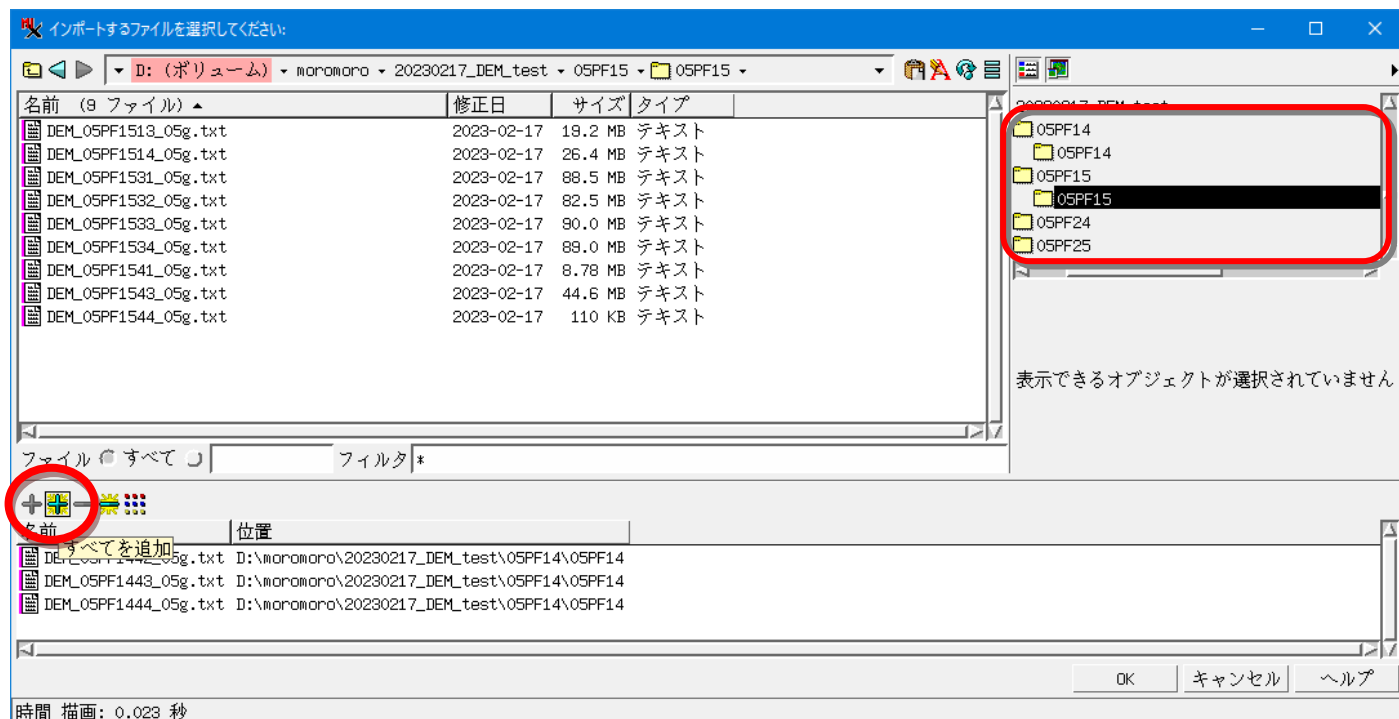 インポートするファイルを選択してください:
D: (ボリューム) moromoro 20230217_DEM_test 05PF15 05PF15
名前 (9 ファイル) 修正日 サイズ タイプ
DEM_05PF1513_05g.txt 2023-02-17 19.2 MB テキスト
DEM_05PF1514_05g.txt 2023-02-17 26.4 MB テキスト
DEM_05PF1531_05g.txt 2023-02-17 88.5 MB テキスト
DEM_05PF1532_05g.txt 2023-02-17 82.5 MB テキスト
DEM_05PF1533_05g.txt 2023-02-17 90.0 MB テキスト
DEM_05PF1534_05g.txt 2023-02-17 89.0 MB テキスト
DEM_05PF1541_05g.txt 2023-02-17 8.78 MB テキスト
DEM_05PF1543_05g.txt 2023-02-17 44.6 MB テキスト
DEM_05PF1544_05g.txt 2023-02-17 110 KB テキスト
20230217_DEM_test
05PF14
05PF14
05PF15
05PF15
05PF24
05PF25
表示できるオブジェクトが選択されていません
ファイル すべて フィルタ *
名前 位置
すべてを追加
DEM_05PF1442_05g.txt D:\moromoro\20230217_DEM_test\05PF14\05PF14
DEM_05PF1443_05g.txt D:\moromoro\20230217_DEM_test\05PF14\05PF14
DEM_05PF1444_05g.txt D:\moromoro\20230217_DEM_test\05PF14\05PF14
OK キャンセル ヘルプ
時間 描画: 0.023 秒